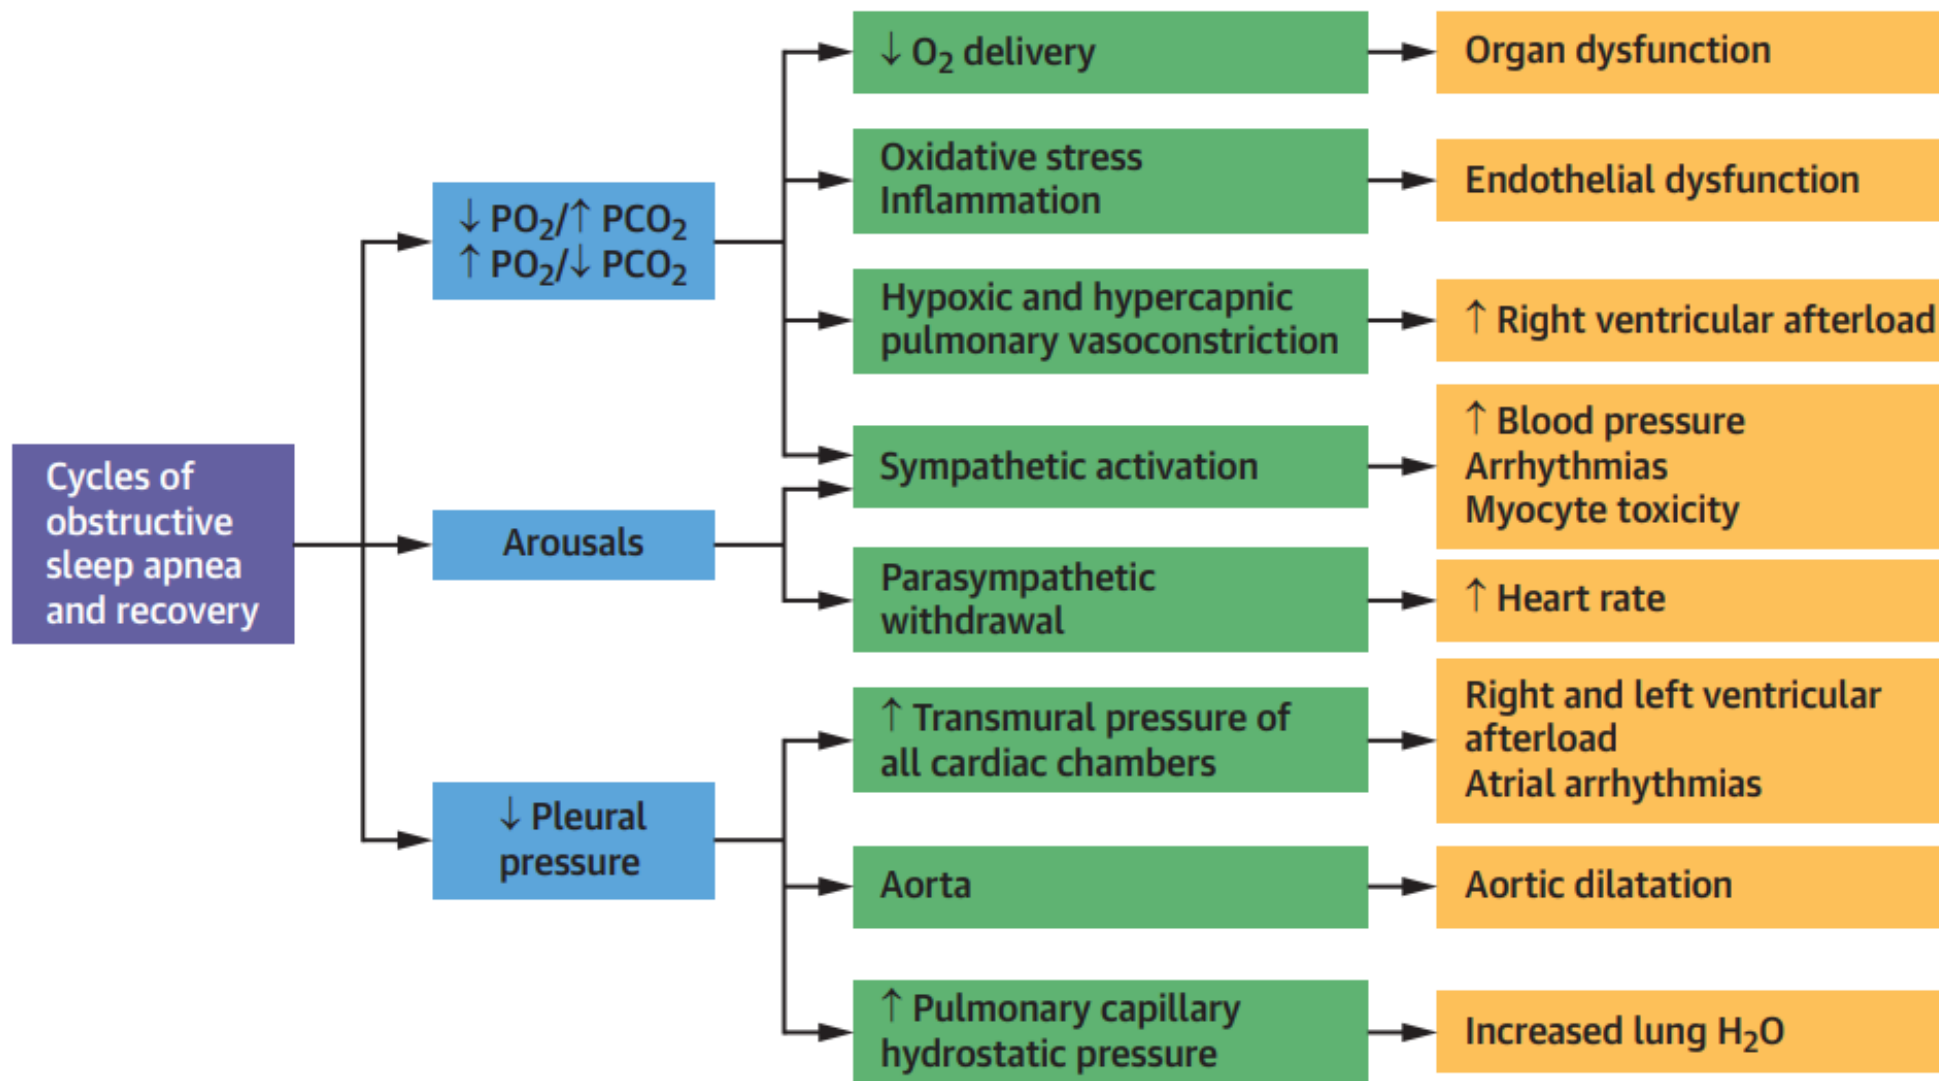 Cycles of
obstructive
sleep apnea
and recovery
↓ PO₂/↑ PCO₂
↑ PO₂/↓ PCO₂
Arousals
↓ Pleural
pressure
↓ O₂ delivery
Oxidative stress
Inflammation
Hypoxic and hypercapnic
pulmonary vasoconstriction
Sympathetic activation
Parasympathetic
withdrawal
↑ Transmural pressure of
all cardiac chambers
Aorta
↑ Pulmonary capillary
hydrostatic pressure
Organ dysfunction
Endothelial dysfunction
↑ Right ventricular afterload
↑ Blood pressure
Arrhythmias
Myocyte toxicity
↑ Heart rate
Right and left ventricular
afterload
Atrial arrhythmias
Aortic dilatation
Increased lung H₂O